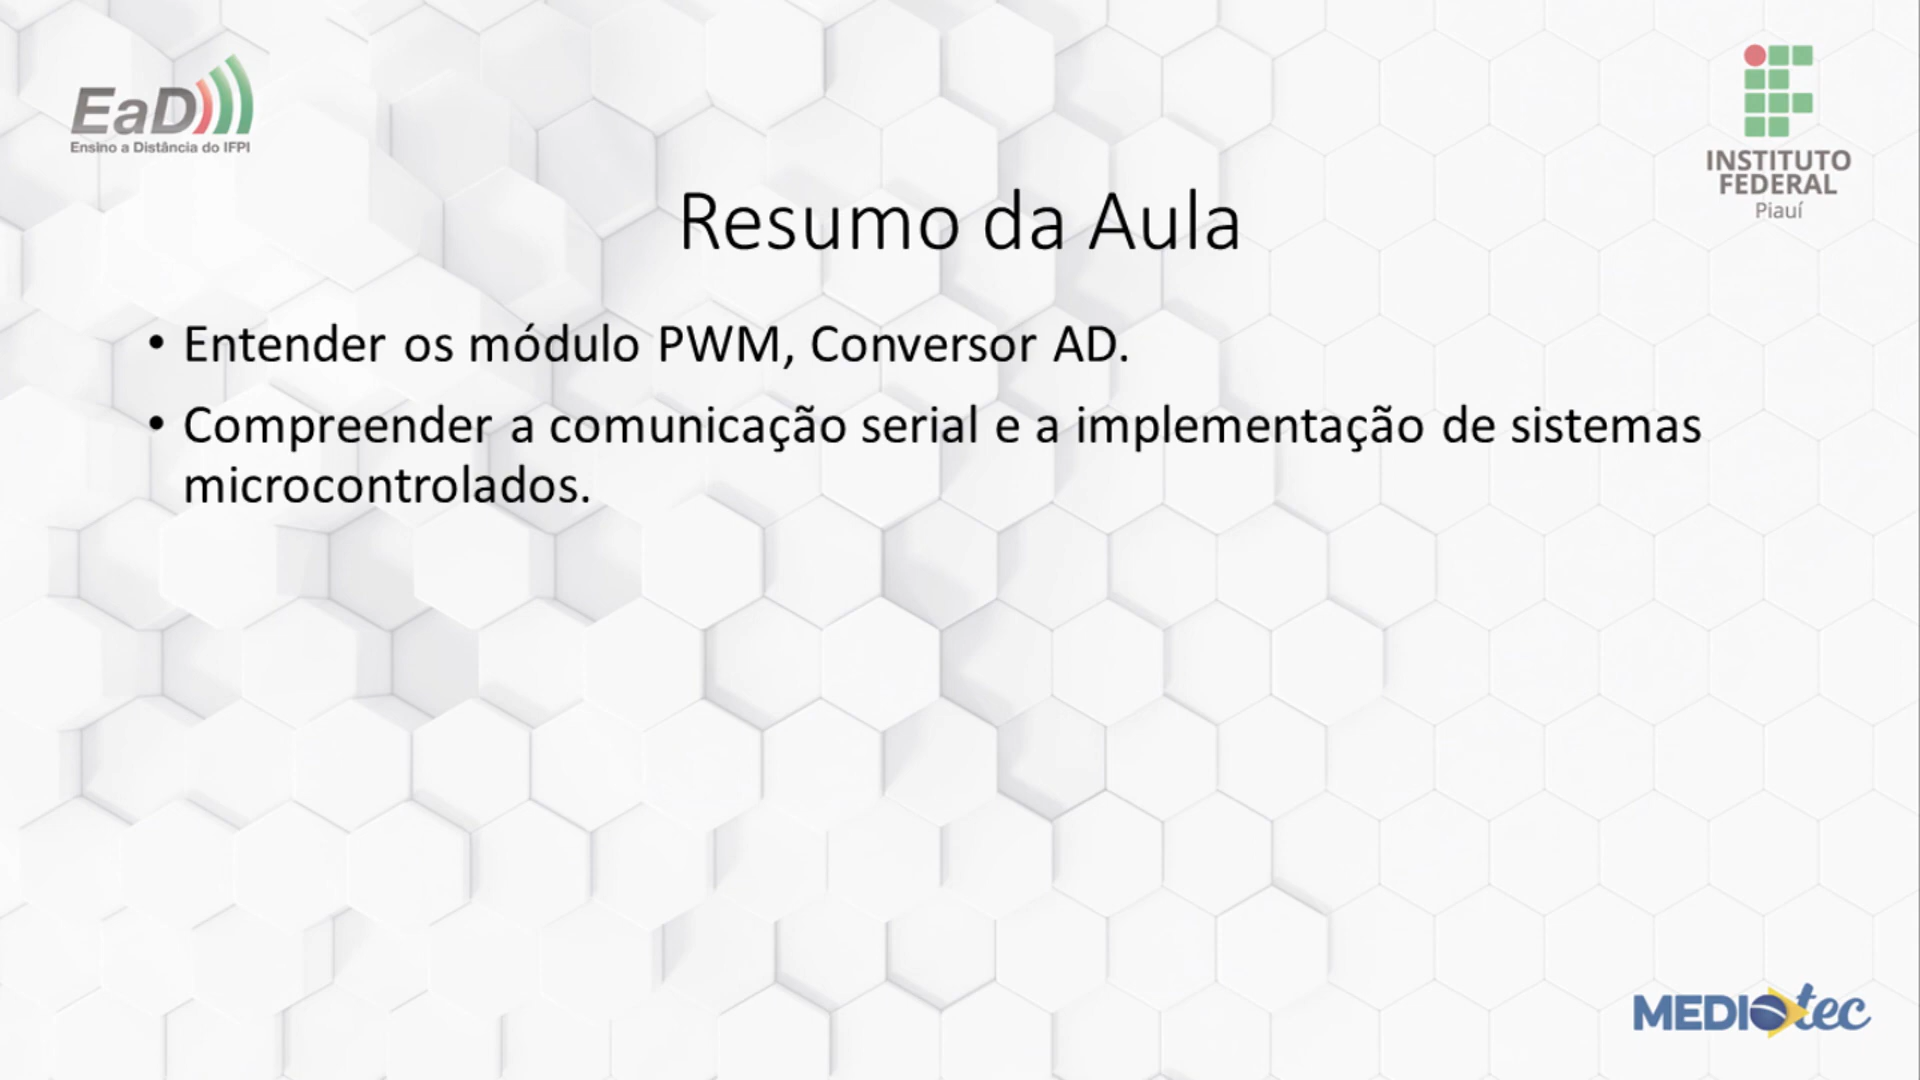 EaD
Ensino a Distância do IFPI
INSTITUTO
FEDERAL
Piauí
Resumo da Aula
• Entender os módulo PWM, Conversor AD.
• Compreender a comunicação serial e a implementação de sistemas
microcontrolados.
MEDIOtec